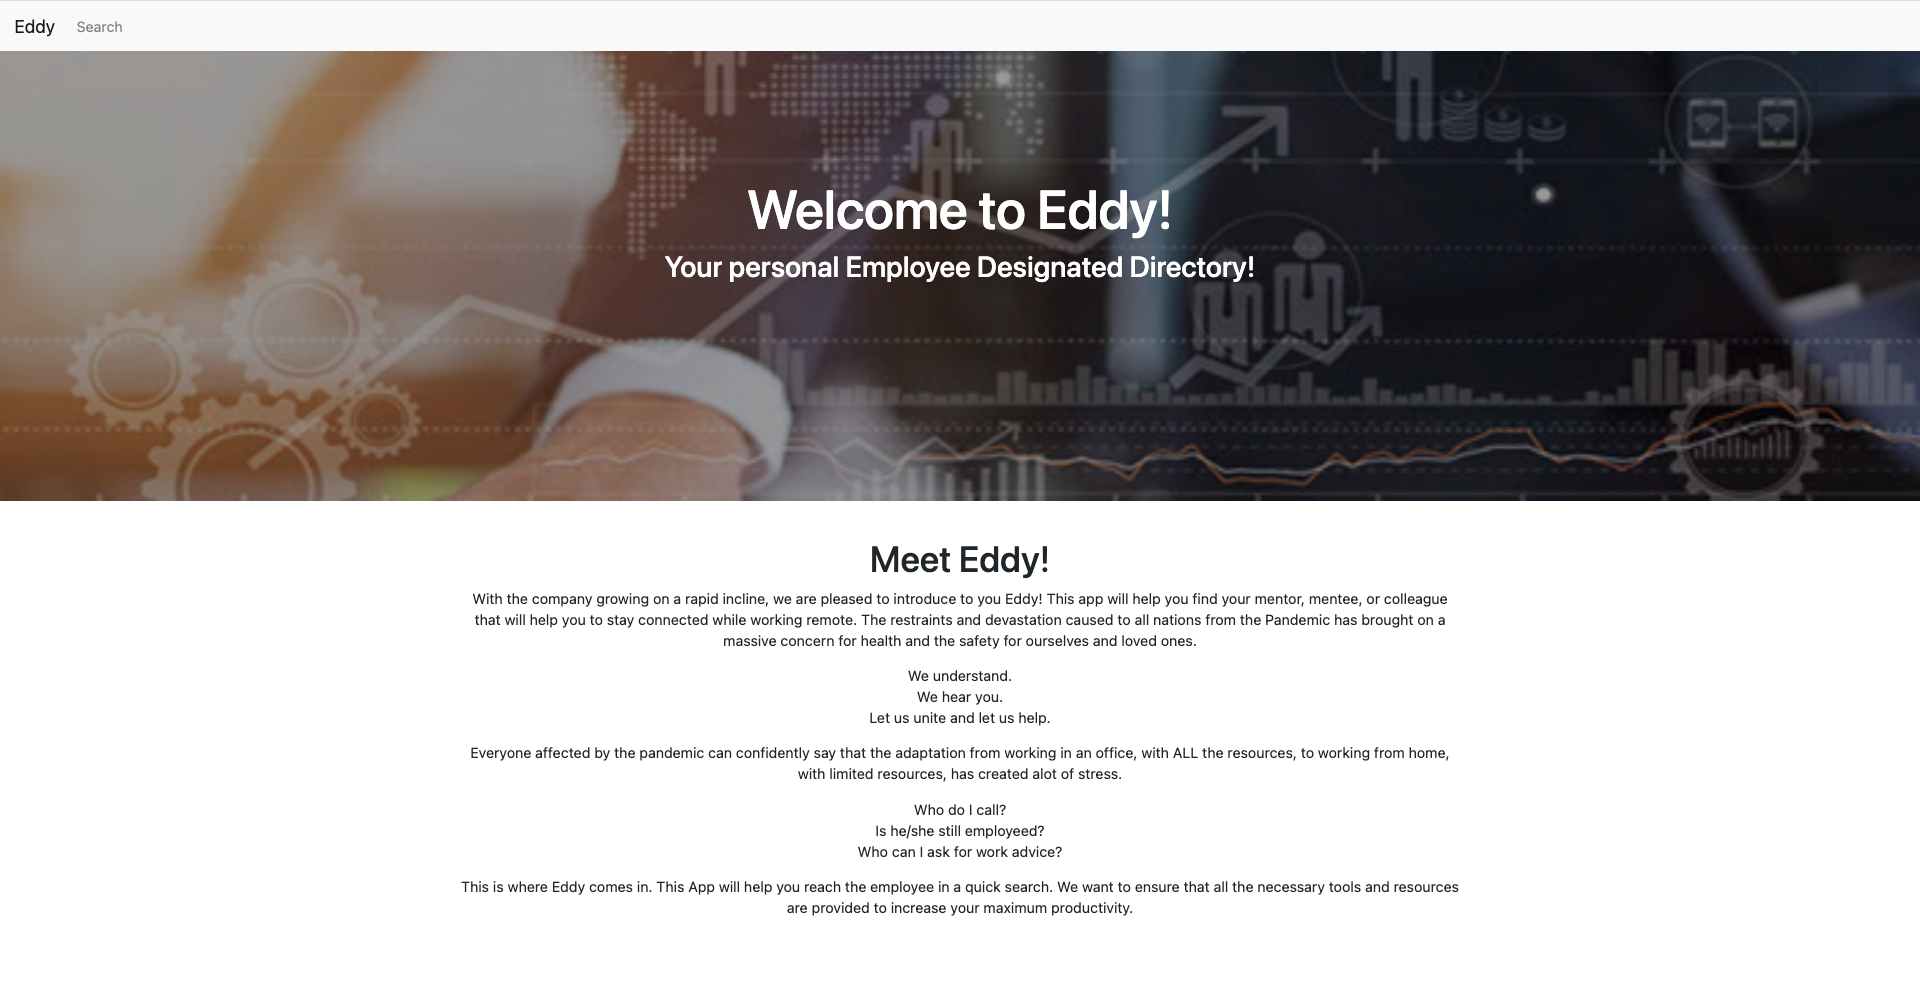 Eddy Search
Welcome to Eddy!
Your personal Employee Designated Directory!
Meet Eddy!
With the company growing on a rapid incline, we are pleased to introduce to you Eddy! This app will help you find your mentor, mentee, or colleague
that will help you to stay connected while working remote. The restraints and devastation caused to all nations from the Pandemic has brought on a
massive concern for health and the safety for ourselves and loved ones.
We understand.
We hear you.
Let us unite and let us help.
Everyone affected by the pandemic can confidently say that the adaptation from working in an office, with ALL the resources, to working from home,
with limited resources, has created alot of stress.
Who do I call?
Is he/she still employeed?
Who can I ask for work advice?
This is where Eddy comes in. This App will help you reach the employee in a quick search. We want to ensure that all the necessary tools and resources
are provided to increase your maximum productivity.